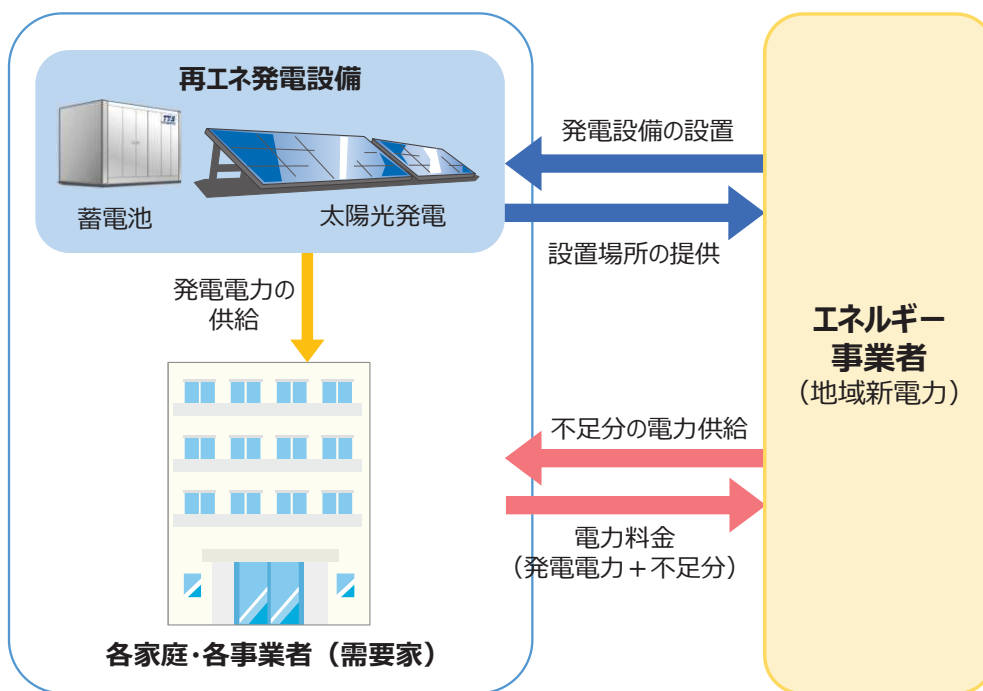 再エネ発電設備
蓄電池
太陽光発電
発電設備の設置
設置場所の提供
発電電力の
供給
エネルギー
事業者
（地域新電力）
不足分の電力供給
電力料金
（発電電力＋不足分）
各家庭・各事業者（需要家）